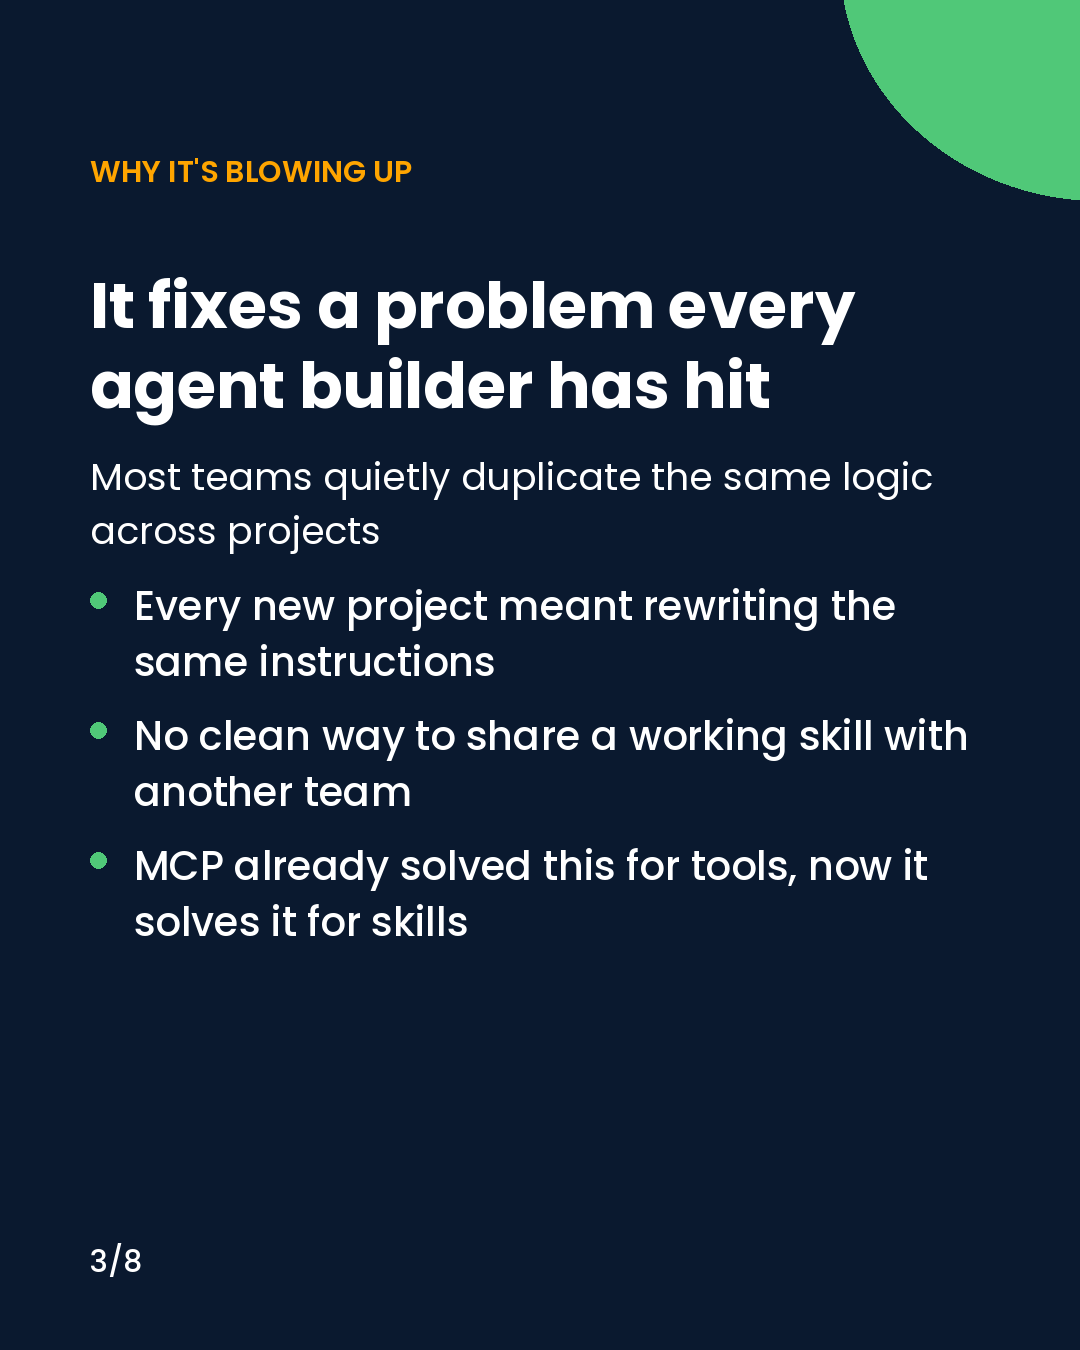 WHY IT'S BLOWING UP
It fixes a problem every
agent builder has hit
Most teams quietly duplicate the same logic
across projects
Every new project meant rewriting the
same instructions
No clean way to share a working skill with
another team
MCP already solved this for tools, now it
solves it for skills
3/8